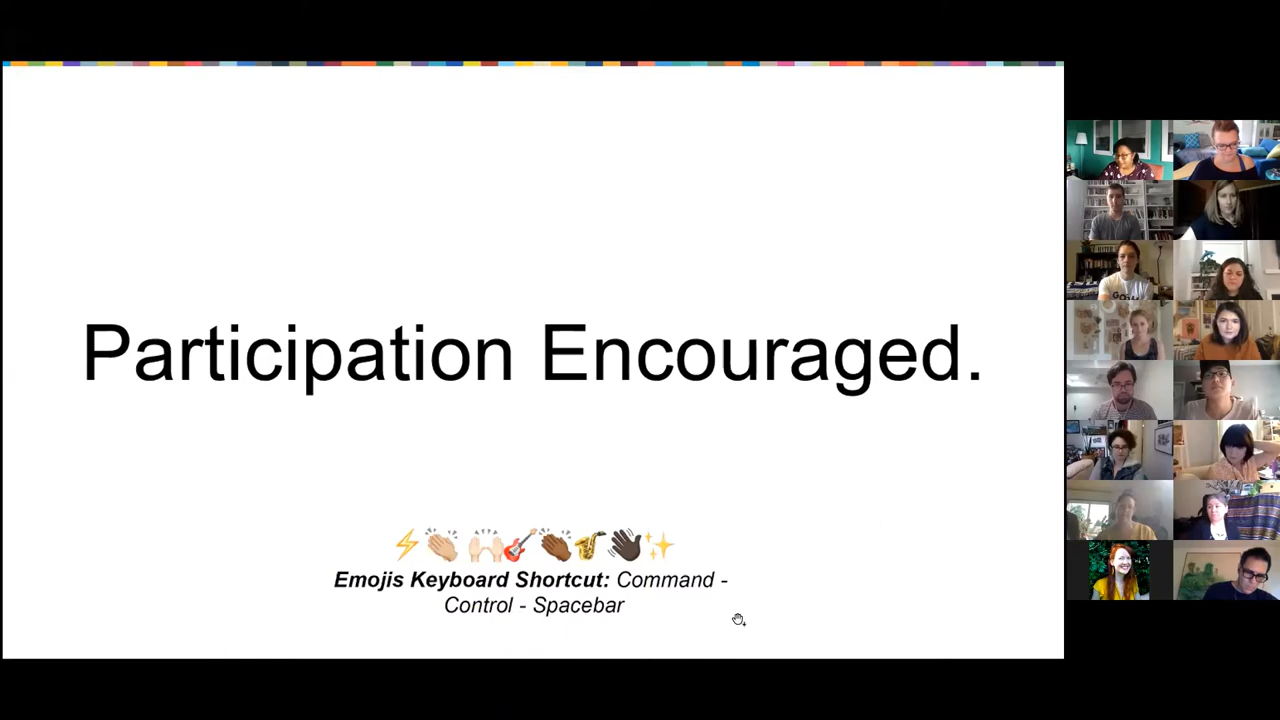 Participation Encouraged.
⚡👏🏼🙌🏻🎸👏🏾🎷👋🏿✨
Emojis Keyboard Shortcut: Command -
Control - Spacebar